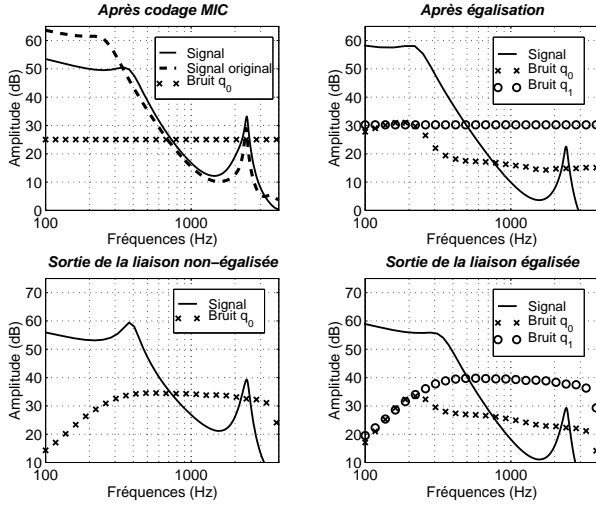 Après codage MIC
Amplitude (dB)
60
50
40
30
20
10
0
Signal
Signal original
Bruit q0
100
1000
Fréquences (Hz)
Après égalisation
Amplitude (dB)
60
50
40
30
20
10
0
Signal
Bruit q0
Bruit q1
100
1000
Fréquences (Hz)
Sortie de la liaison non−égalisée
Amplitude (dB)
70
60
50
40
30
20
10
Signal
Bruit q0
100
1000
Fréquences (Hz)
Sortie de la liaison égalisée
Amplitude (dB)
70
60
50
40
30
20
10
Signal
Bruit q0
Bruit q1
100
1000
Fréquences (Hz)